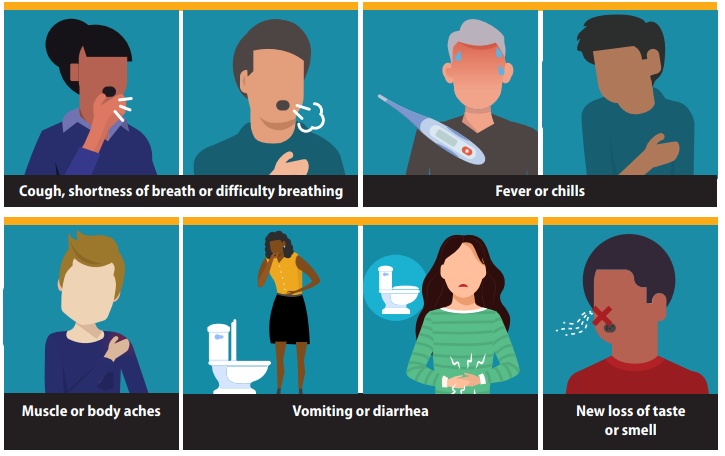 Cough, shortness of breath or difficulty breathing
Fever or chills
Muscle or body aches
Vomiting or diarrhea
New loss of taste
or smell